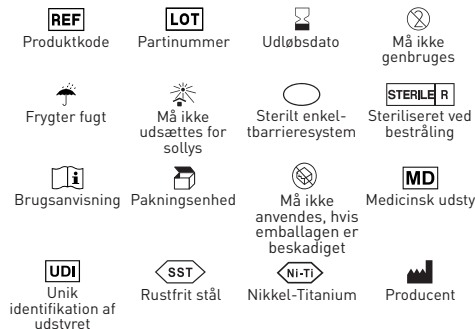 REF
LOT
Produktkode
Partinummer
Udløbsdato
Må ikke
genbruges
2
STERILE R
Frygter fugt
Må ikke
udsættes for
sollys
Sterilt enkel-
tbarrieresystem
Steriliseret ved
bestråling
i
MD
Brugsanvisning
Pakningsenhed
Må ikke
anvendes, hvis
emballagen er
beskadiget
Medicinsk udsty
UDI
SST
Ni-Ti
Unik
identifikation af
udstyret
Rustfrit stål
Nikkel-Titanium
Producent